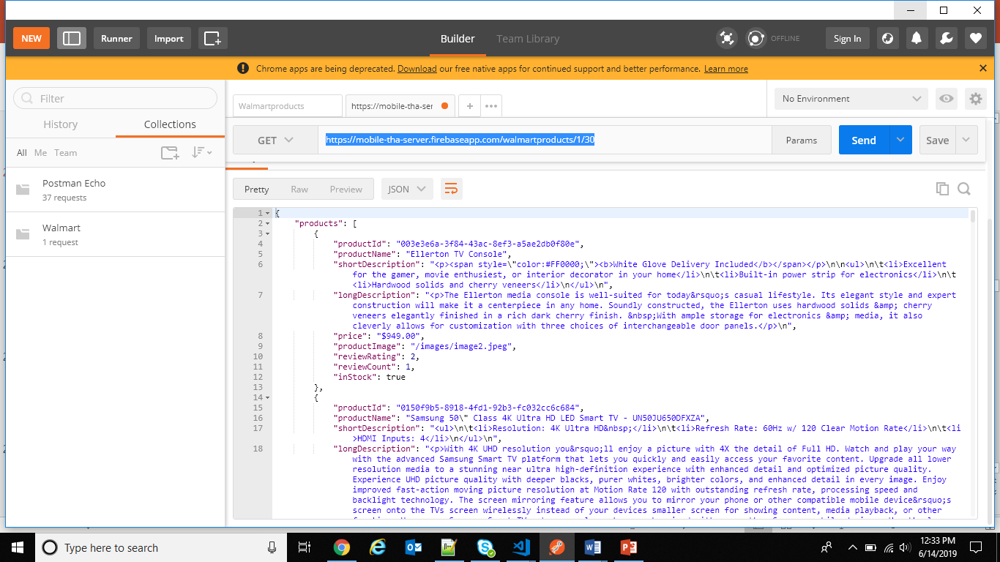 NEW
Runner
Import
Builder
Team Library
OFFLINE
Sign In
Chrome apps are being deprecated. Download our free native apps for continued support and better performance. Learn more
Filter
History
Collections
All Me Team
Postman Echo
37 requests
Walmart
1 request
Walmartproducts
https://mobile-tha-ser
No Environment
GET
https://mobile-tha-server.firebaseapp.com/walmartproducts/1/30
Params
Send
Save
Pretty
Raw
Preview
JSON
1 {
2 "products": [
3 {
4 "productId": "003e3e6a-3f84-43ac-8ef3-a5ae2db0f80e",
5 "productName": "Ellerton TV Console",
6 "shortDescription": "<p><span style=\"color:#FF0000;\"><b>White Glove Delivery Included</b></span></p>\n\n<ul>\n\t<li>Excellent
for the gamer, movie enthusiest, or interior decorator in your home</li>\n\t<li>Built-in power strip for electronics</li>\n\t
<li>Hardwood solids and cherry veneers</li>\n</ul>\n",
7 "longDescription": "<p>The Ellerton media console is well-suited for today&rsquo;s casual lifestyle. Its elegant style and expert
construction will make it a centerpiece in any home. Soundly constructed, the Ellerton uses hardwood solids &amp; cherry
veneers elegantly finished in a rich dark cherry finish. &nbsp;With ample storage for electronics &amp; media, it also
cleverly allows for customization with three choices of interchangeable door panels.</p>\n",
8 "price": "$949.00",
9 "productImage": "/images/image2.jpeg",
10 "reviewRating": 2,
11 "reviewCount": 1,
12 "inStock": true
13 },
14 {
15 "productId": "0150f9b5-8918-4fd1-92b3-fc032cc6c684",
16 "productName": "Samsung 50\" Class 4K Ultra HD LED Smart TV - UN50JU650DFXZA",
17 "shortDescription": "<ul>\n\t<li>Resolution: 4K Ultra HD&nbsp;</li>\n\t<li>Refresh Rate: 60Hz w/ 120 Clear Motion Rate</li>\n\t<li
>HDMI Inputs: 4</li>\n</ul>\n",
18 "longDescription": "<p>With 4K UHD resolution you&rsquo;ll enjoy a picture with 4X the detail of Full HD. Watch and play your way
with the advanced Samsung Smart TV platform that lets you quickly and easily access your favorite content. Upgrade all lower
resolution media to a stunning near ultra high-definition experience with enhanced detail and optimized picture quality.
Experience UHD picture quality with deeper blacks, purer whites, brighter colors, and enhanced detail in every image. Enjoy
improved fast-action moving picture resolution at Motion Rate 120 with outstanding refresh rate, processing speed and
backlight technology. The screen mirroring feature allows you to mirror your phone or other compatible mobile device&rsquo;s
screen onto the TVs screen wirelessly instead of your devices smaller screen for showing content, media playback, or other
Type here to search
12:33 PM
6/14/2019